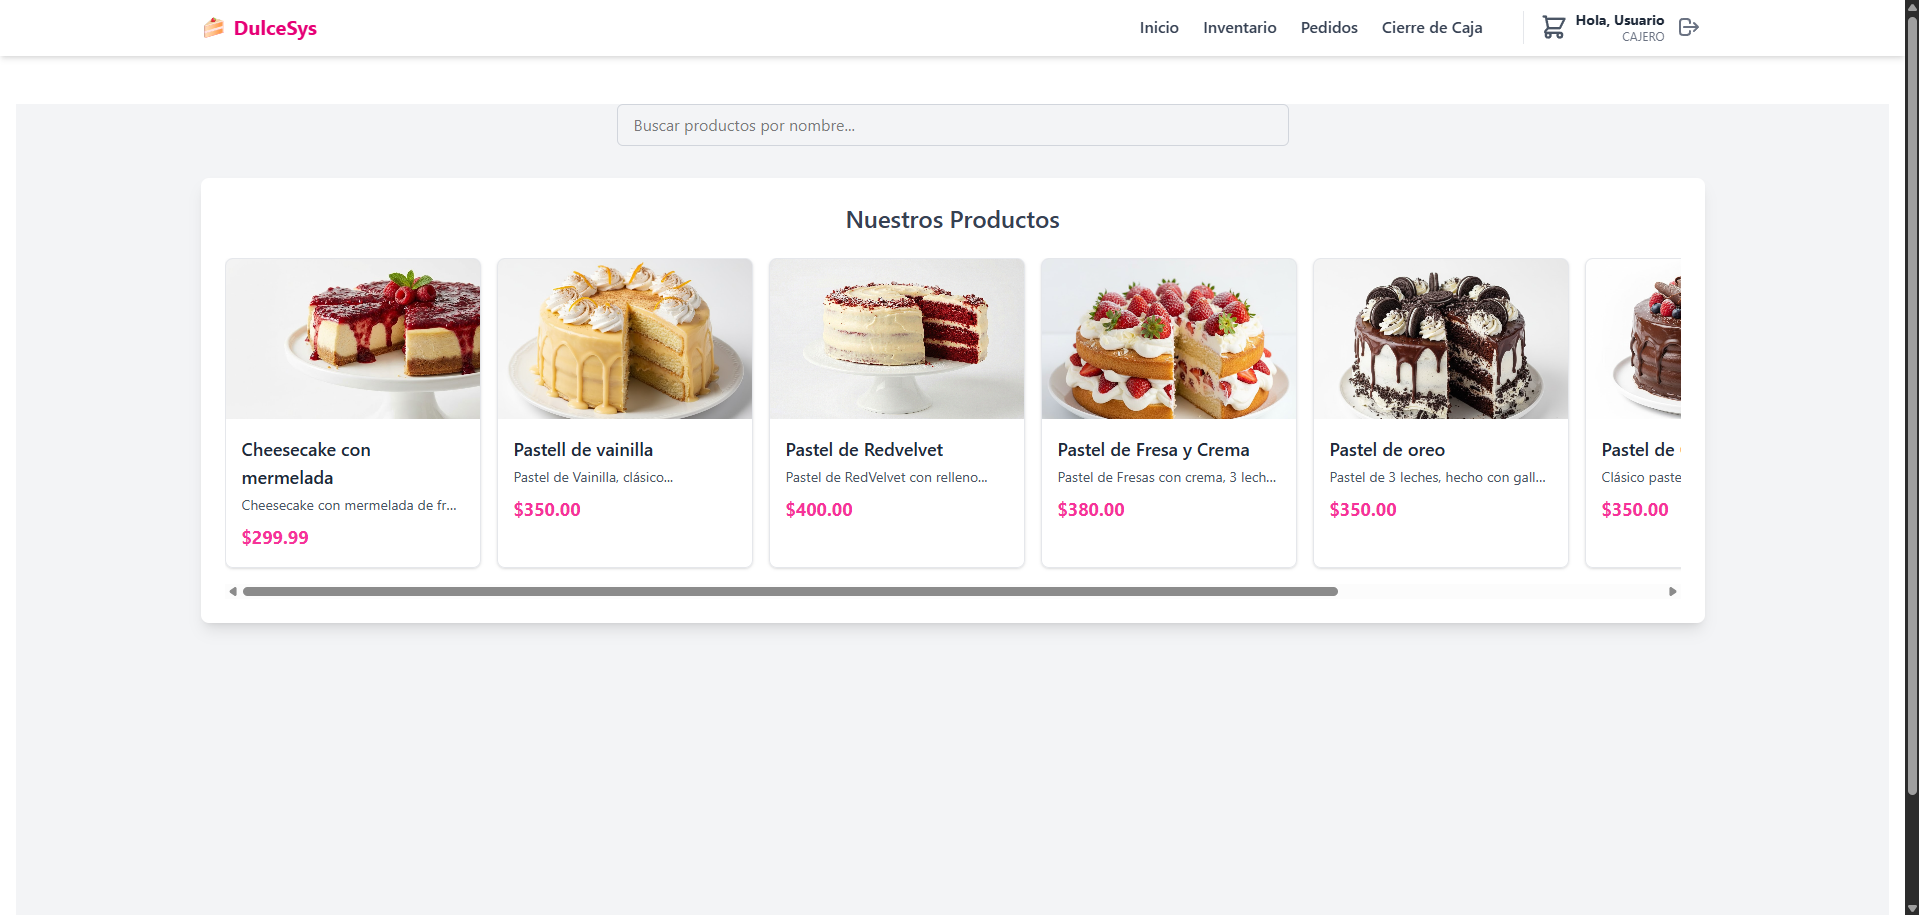 DulceSys
Inicio
Inventario
Pedidos
Cierre de Caja
Hola, Usuario
CAJERO
Buscar productos por nombre...
Nuestros Productos
Cheesecake con
mermelada
Cheesecake con mermelada de fr...
$299.99
Pastell de vainilla
Pastel de Vainilla, clásico...
$350.00
Pastel de Redvelvet
Pastel de RedVelvet con relleno...
$400.00
Pastel de Fresa y Crema
Pastel de Fresas con crema, 3 lech...
$380.00
Pastel de oreo
Pastel de 3 leches, hecho con gall...
$350.00
Pastel de
Clásico paste
$350.00